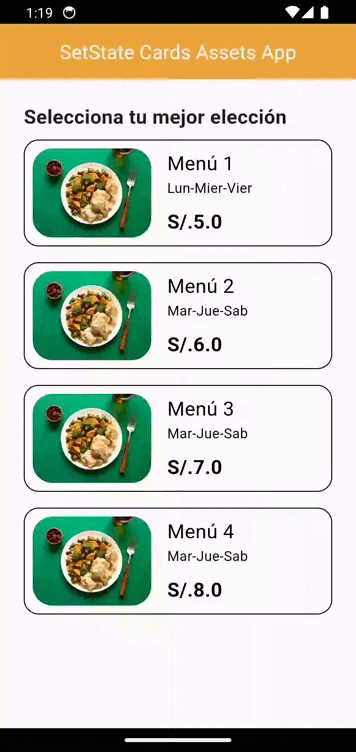 1:19
SetState Cards Assets App
Selecciona tu mejor elección
Menú 1
Lun-Mier-Vier
S/.5.0
Menú 2
Mar-Jue-Sab
S/.6.0
Menú 3
Mar-Jue-Sab
S/.7.0
Menú 4
Mar-Jue-Sab
S/.8.0